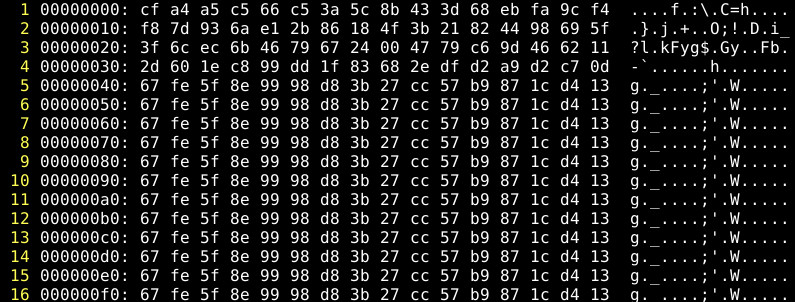 1 00000000: cf a4 a5 c5 66 c5 3a 5c 8b 43 3d 68 eb fa 9c f4 ....f.:\.C=h....
2 00000010: f8 7d 93 6a e1 2b 86 18 4f 3b 21 82 44 98 69 5f .}.j.+..O;!.D.i_
3 00000020: 3f 6c ec 6b 46 79 67 24 00 47 79 c6 9d 46 62 11 ?l.kFyg$.Gy..Fb.
4 00000030: 2d 60 1e c8 99 dd 1f 83 68 2e df d2 a9 d2 c7 0d -`......h.......
5 00000040: 67 fe 5f 8e 99 98 d8 3b 27 cc 57 b9 87 1c d4 13 g._....;'.W.....
6 00000050: 67 fe 5f 8e 99 98 d8 3b 27 cc 57 b9 87 1c d4 13 g._....;'.W.....
7 00000060: 67 fe 5f 8e 99 98 d8 3b 27 cc 57 b9 87 1c d4 13 g._....;'.W.....
8 00000070: 67 fe 5f 8e 99 98 d8 3b 27 cc 57 b9 87 1c d4 13 g._....;'.W.....
9 00000080: 67 fe 5f 8e 99 98 d8 3b 27 cc 57 b9 87 1c d4 13 g._....;'.W.....
10 00000090: 67 fe 5f 8e 99 98 d8 3b 27 cc 57 b9 87 1c d4 13 g._....;'.W.....
11 000000a0: 67 fe 5f 8e 99 98 d8 3b 27 cc 57 b9 87 1c d4 13 g._....;'.W.....
12 000000b0: 67 fe 5f 8e 99 98 d8 3b 27 cc 57 b9 87 1c d4 13 g._....;'.W.....
13 000000c0: 67 fe 5f 8e 99 98 d8 3b 27 cc 57 b9 87 1c d4 13 g._....;'.W.....
14 000000d0: 67 fe 5f 8e 99 98 d8 3b 27 cc 57 b9 87 1c d4 13 g._....;'.W.....
15 000000e0: 67 fe 5f 8e 99 98 d8 3b 27 cc 57 b9 87 1c d4 13 g._....;'.W.....
16 000000f0: 67 fe 5f 8e 99 98 d8 3b 27 cc 57 b9 87 1c d4 13 g._....;'.W.....